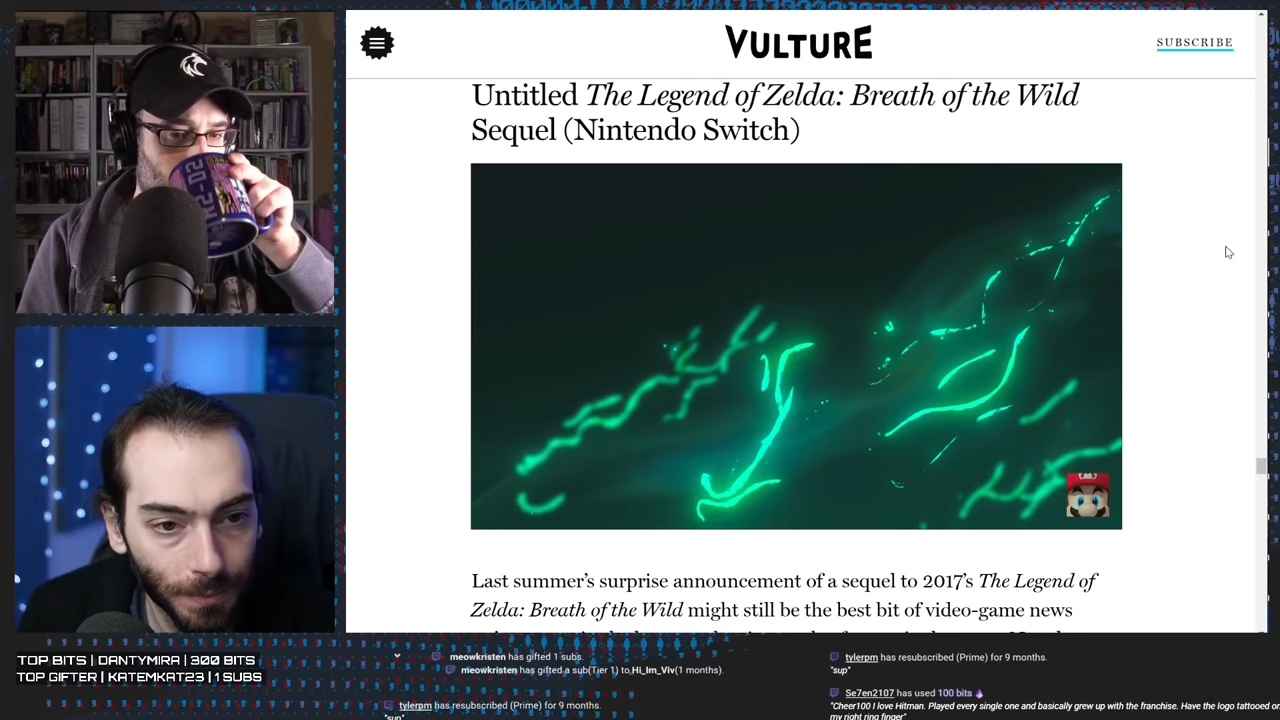 VULTURE
SUBSCRIBE
Untitled The Legend of Zelda: Breath of the Wild
Sequel (Nintendo Switch)
Last summer's surprise announcement of a sequel to 2017's The Legend of
Zelda: Breath of the Wild might still be the best bit of video-game news
TOP BITS | DANTYMIRA | 300 BITS
TOP GIFTER | KATEMKAT23 | 1 SUBS
meowkristen has gifted 1 subs.
meowkristen has gifted a sub(Tier 1) to Hi_Im_Viv(1 months).
tylerpm has resubscribed (Prime) for 9 months.
"sup"
tylerpm has resubscribed (Prime) for 9 months.
"sup"
Se7en2107 has used 100 bits
"Cheer100 I love Hitman. Played every single one and basically grew up with the franchise. Have the logo tattooed o
my right ring finger"